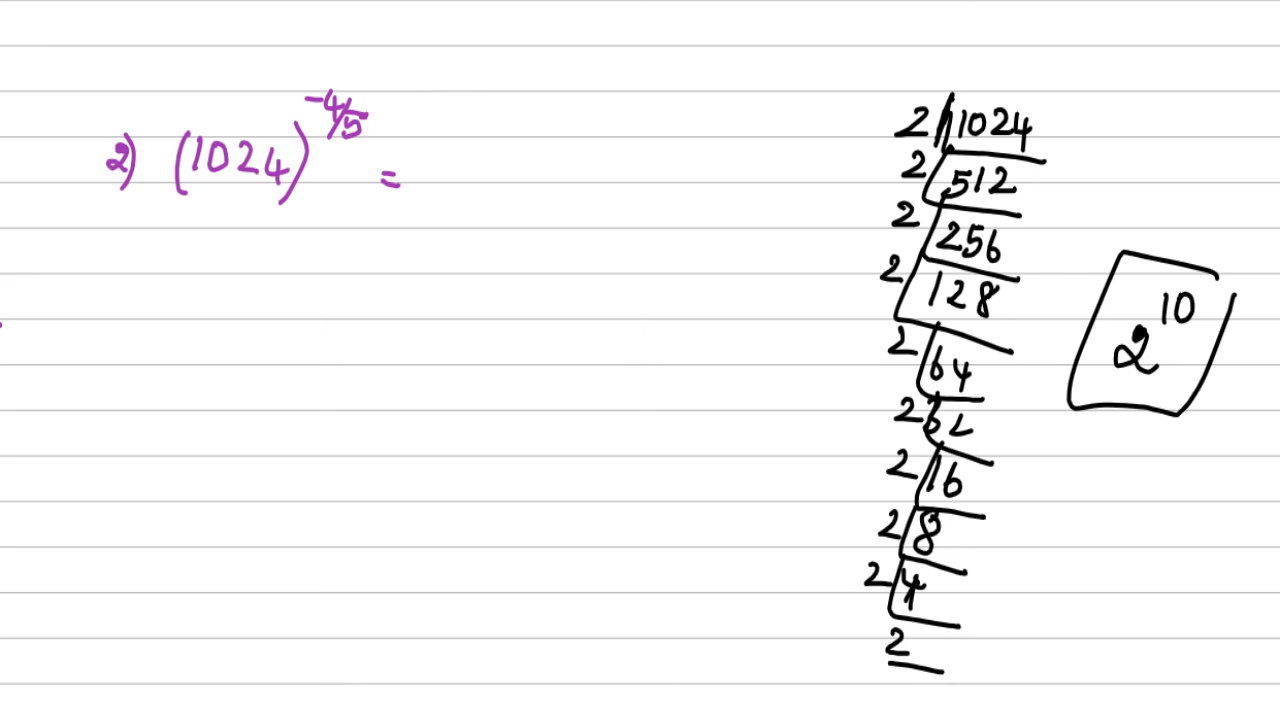 2) (1024)^-4/5 =
2 | 1024
2 | 512
2 | 256
2 | 128
2 | 64
2 | 32
2 | 16
2 | 8
2 | 4
2
2^10